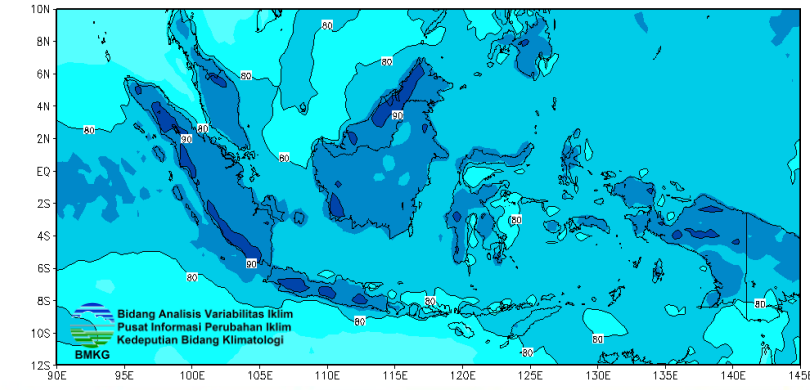 10N
8N
6N
4N
2N
EQ
2S
4S
6S
8S
10S
12S
80
80
80
80
80
80
90
90
80
90
80
80
80
80
80
Bidang Analisis Variabilitas Iklim
Pusat Informasi Perubahan Iklim
Kedeputian Bidang Klimatologi
BMKG
90E 95E 100E 105E 110E 115E 120E 125E 130E 135E 140E 145E